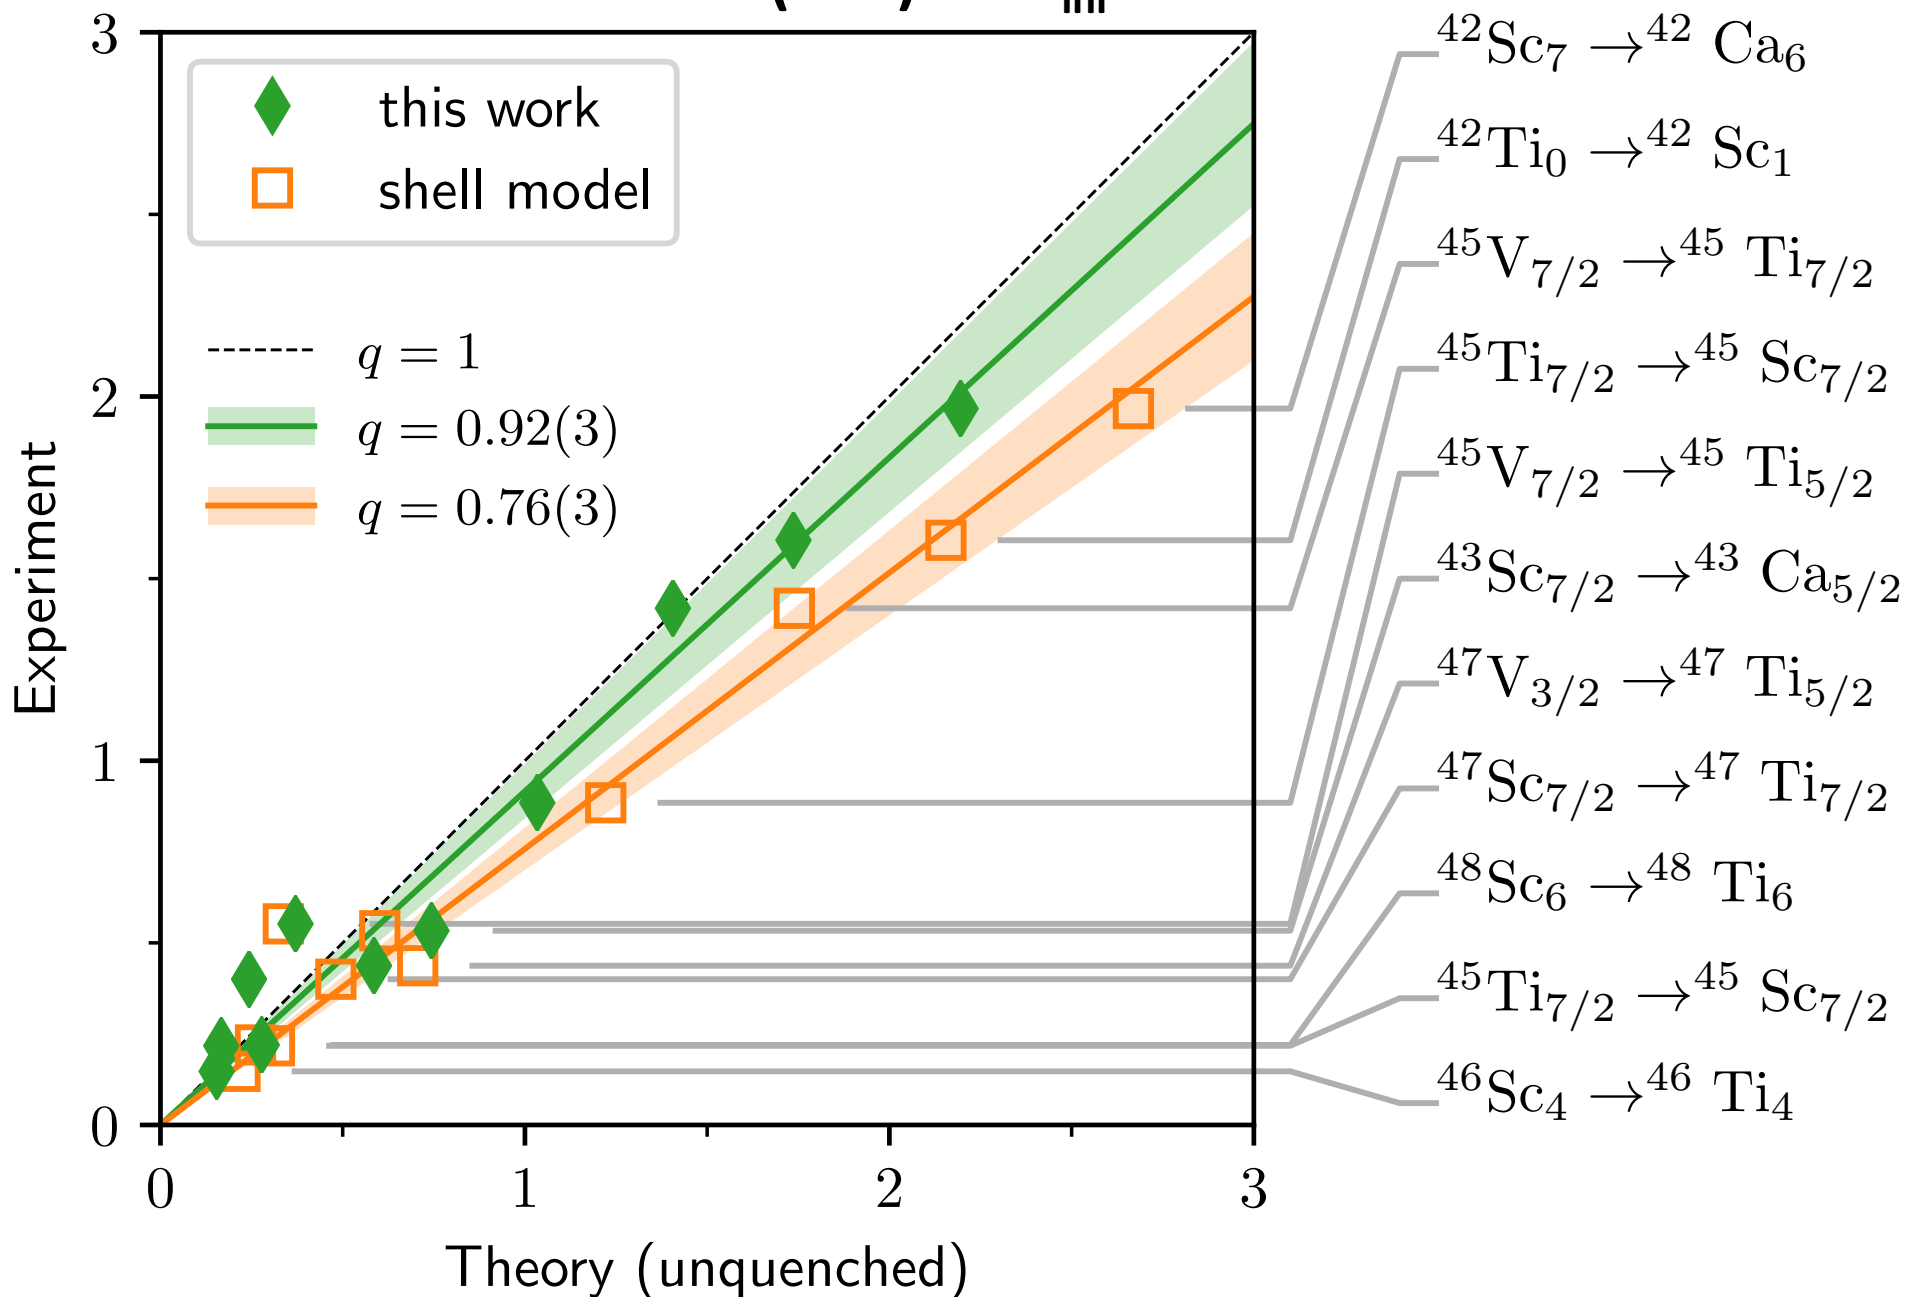 3
2
1
0
0 1 2 3
Experiment
Theory (unquenched)
this work
shell model
q = 1
q = 0.92(3)
q = 0.76(3)
⁴²Sc₇ →⁴² Ca₆
⁴²Ti₀ →⁴² Sc₁
⁴⁵V₇/₂ →⁴⁵ Ti₇/₂
⁴⁵Ti₇/₂ →⁴⁵ Sc₇/₂
⁴⁵V₇/₂ →⁴⁵ Ti₅/₂
⁴³Sc₇/₂ →⁴³ Ca₅/₂
⁴⁷V₃/₂ →⁴⁷ Ti₅/₂
⁴⁷Sc₇/₂ →⁴⁷ Ti₇/₂
⁴⁸Sc₆ →⁴⁸ Ti₆
⁴⁵Ti₇/₂ →⁴⁵ Sc₇/₂
⁴⁶Sc₄ →⁴⁶ Ti₄